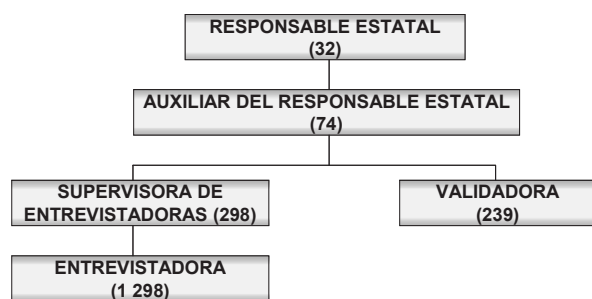 RESPONSABLE ESTATAL
(32)
AUXILIAR DEL RESPONSABLE ESTATAL
(74)
SUPERVISORA DE
ENTREVISTADORAS (298)
VALIDADORA
(239)
ENTREVISTADORA
(1 298)